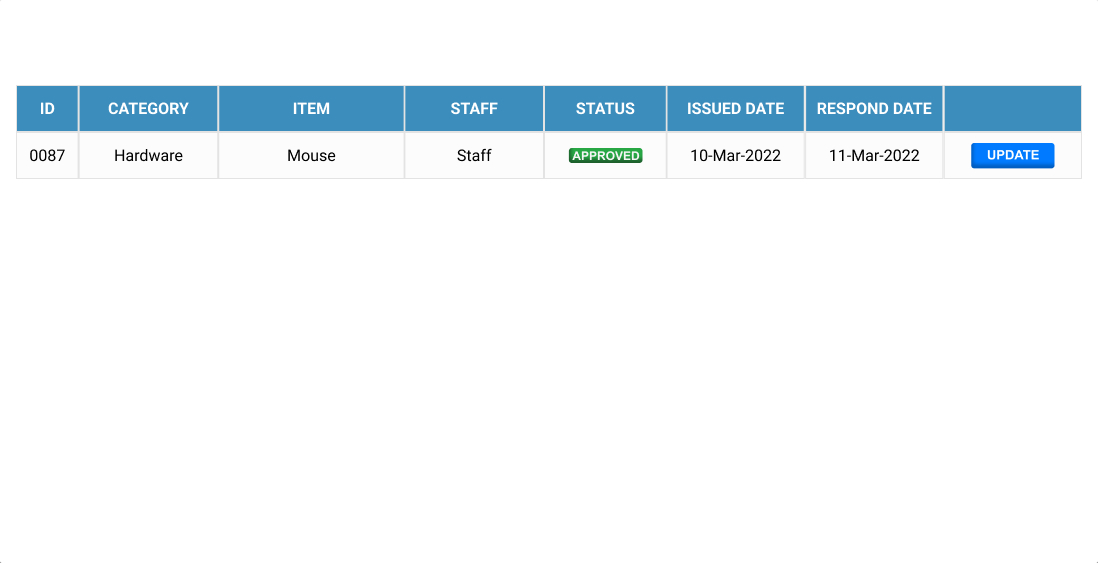 ID CATEGORY ITEM STAFF STATUS ISSUED DATE RESPOND DATE
0087 Hardware Mouse Staff APPROVED 10-Mar-2022 11-Mar-2022 UPDATE